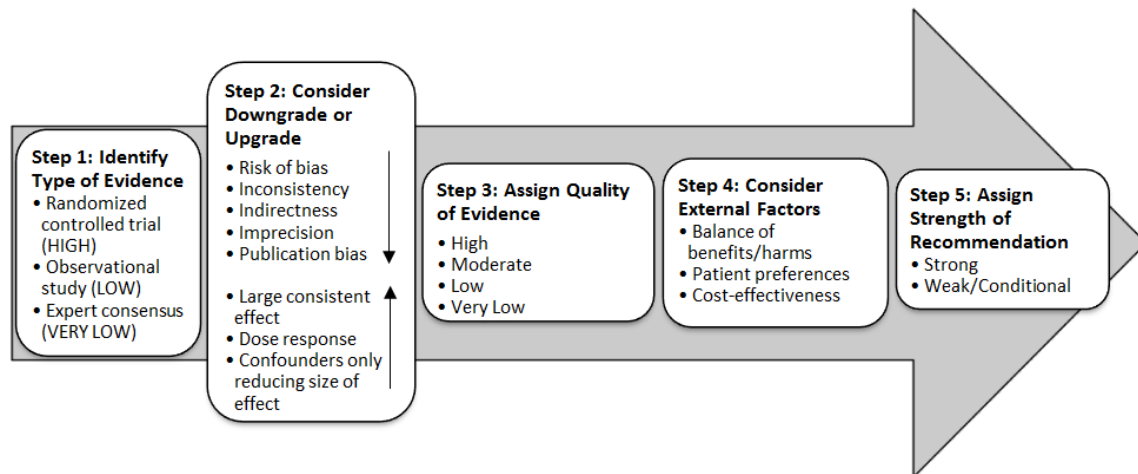 Step 1: Identify
Type of Evidence
• Randomized
controlled trial
(HIGH)
• Observational
study (LOW)
• Expert consensus
(VERY LOW)
Step 2: Consider
Downgrade or
Upgrade
• Risk of bias
• Inconsistency
• Indirectness
• Imprecision
• Publication bias
• Large consistent
effect
• Dose response
• Confounders only
reducing size of
effect
Step 3: Assign Quality
of Evidence
• High
• Moderate
• Low
• Very Low
Step 4: Consider
External Factors
• Balance of
benefits/harms
• Patient preferences
• Cost-effectiveness
Step 5: Assign
Strength of
Recommendation
• Strong
• Weak/Conditional